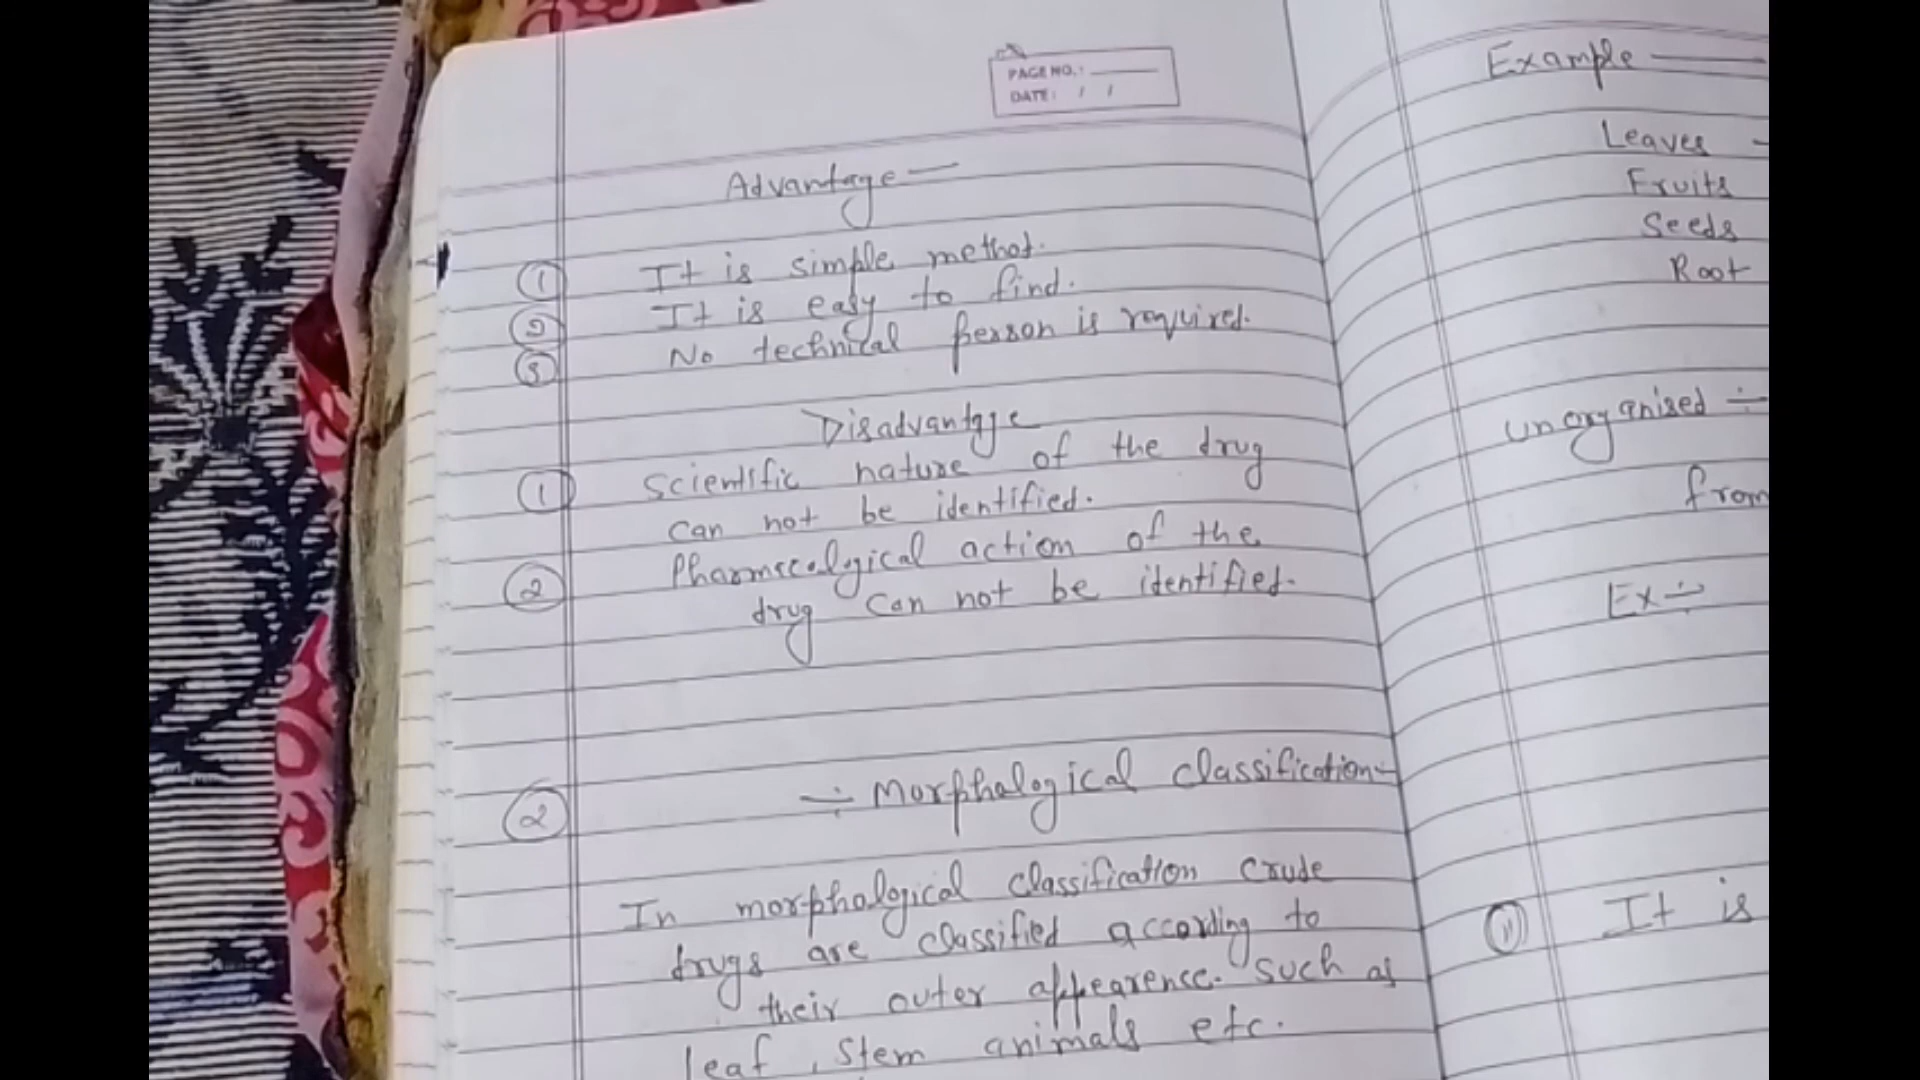 PAGE NO.:
DATE: / /
Advantage —
① It is simple method.
② It is easy to find.
③ No technical person is required.
Disadvantage
① Scientific nature of the drug
can not be identified.
② Pharmecological action of the
drug can not be identified.
② ÷ Morphological classification÷
In morphological classification crude
drugs are classified according to
their outer appearence. Such as
leaf, stem animals etc.
Example —
Leaves -
Fruits
Seeds
Root
unorganised ÷
from
Ex÷
① It is